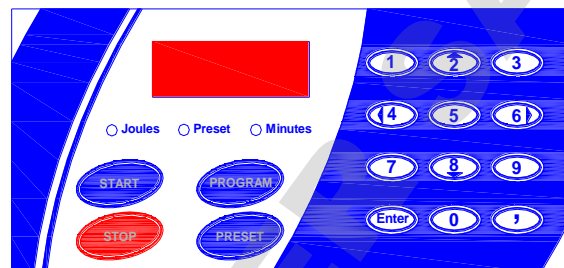 1 2 3
4 5 6
Joules Preset Minutes
7 8 9
START PROGRAM
Enter 0 ,
STOP PRESET